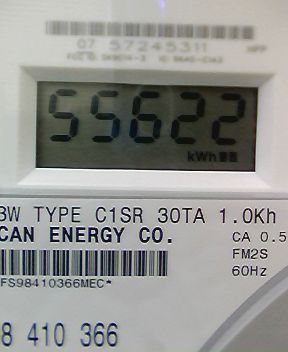 07 57245311
55622
kWh
3W TYPE C1SR 30TA 1.0Kh
CAN ENERGY CO.
CA 0.5
FM2S
60Hz
FS98410366MEC*
8 410 366